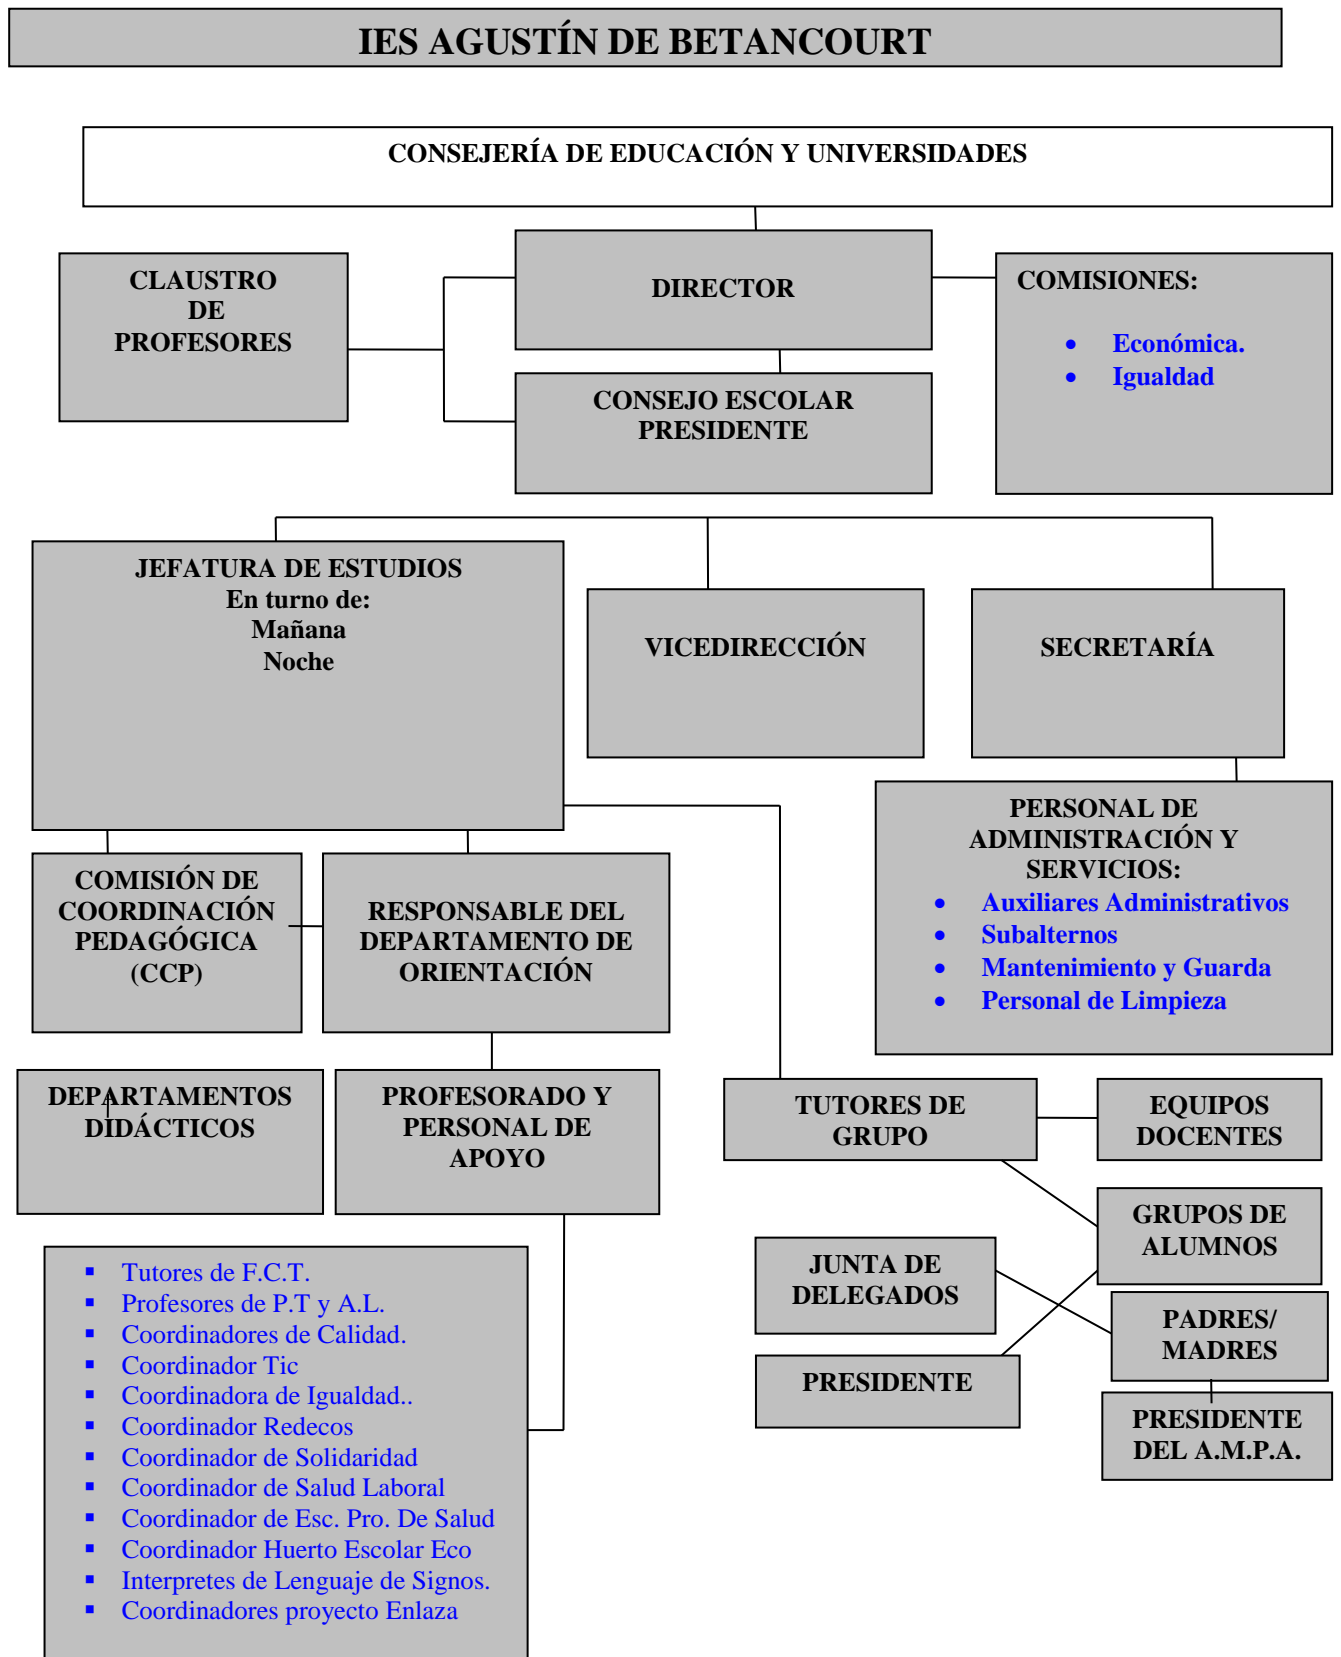 IES AGUSTÍN DE BETANCOURT
CONSEJERÍA DE EDUCACIÓN Y UNIVERSIDADES
CLAUSTRO
DE
PROFESORES
DIRECTOR
COMISIONES:
• Económica.
• Igualdad
CONSEJO ESCOLAR
PRESIDENTE
JEFATURA DE ESTUDIOS
En turno de:
Mañana
Noche
VICEDIRECCIÓN
SECRETARÍA
PERSONAL DE
ADMINISTRACIÓN Y
SERVICIOS:
• Auxiliares Administrativos
• Subalternos
• Mantenimiento y Guarda
• Personal de Limpieza
COMISIÓN DE
COORDINACIÓN
PEDAGÓGICA
(CCP)
RESPONSABLE DEL
DEPARTAMENTO DE
ORIENTACIÓN
DEPARTAMENTOS
DIDÁCTICOS
PROFESORADO Y
PERSONAL DE
APOYO
TUTORES DE
GRUPO
EQUIPOS
DOCENTES
GRUPOS DE
ALUMNOS
JUNTA DE
DELEGADOS
PADRES/
MADRES
PRESIDENTE
PRESIDENTE
DEL A.M.P.A.
▪ Tutores de F.C.T.
▪ Profesores de P.T y A.L.
▪ Coordinadores de Calidad.
▪ Coordinador Tic
▪ Coordinadora de Igualdad..
▪ Coordinador Redecos
▪ Coordinador de Solidaridad
▪ Coordinador de Salud Laboral
▪ Coordinador de Esc. Pro. De Salud
▪ Coordinador Huerto Escolar Eco
▪ Interpretes de Lenguaje de Signos.
▪ Coordinadores proyecto Enlaza